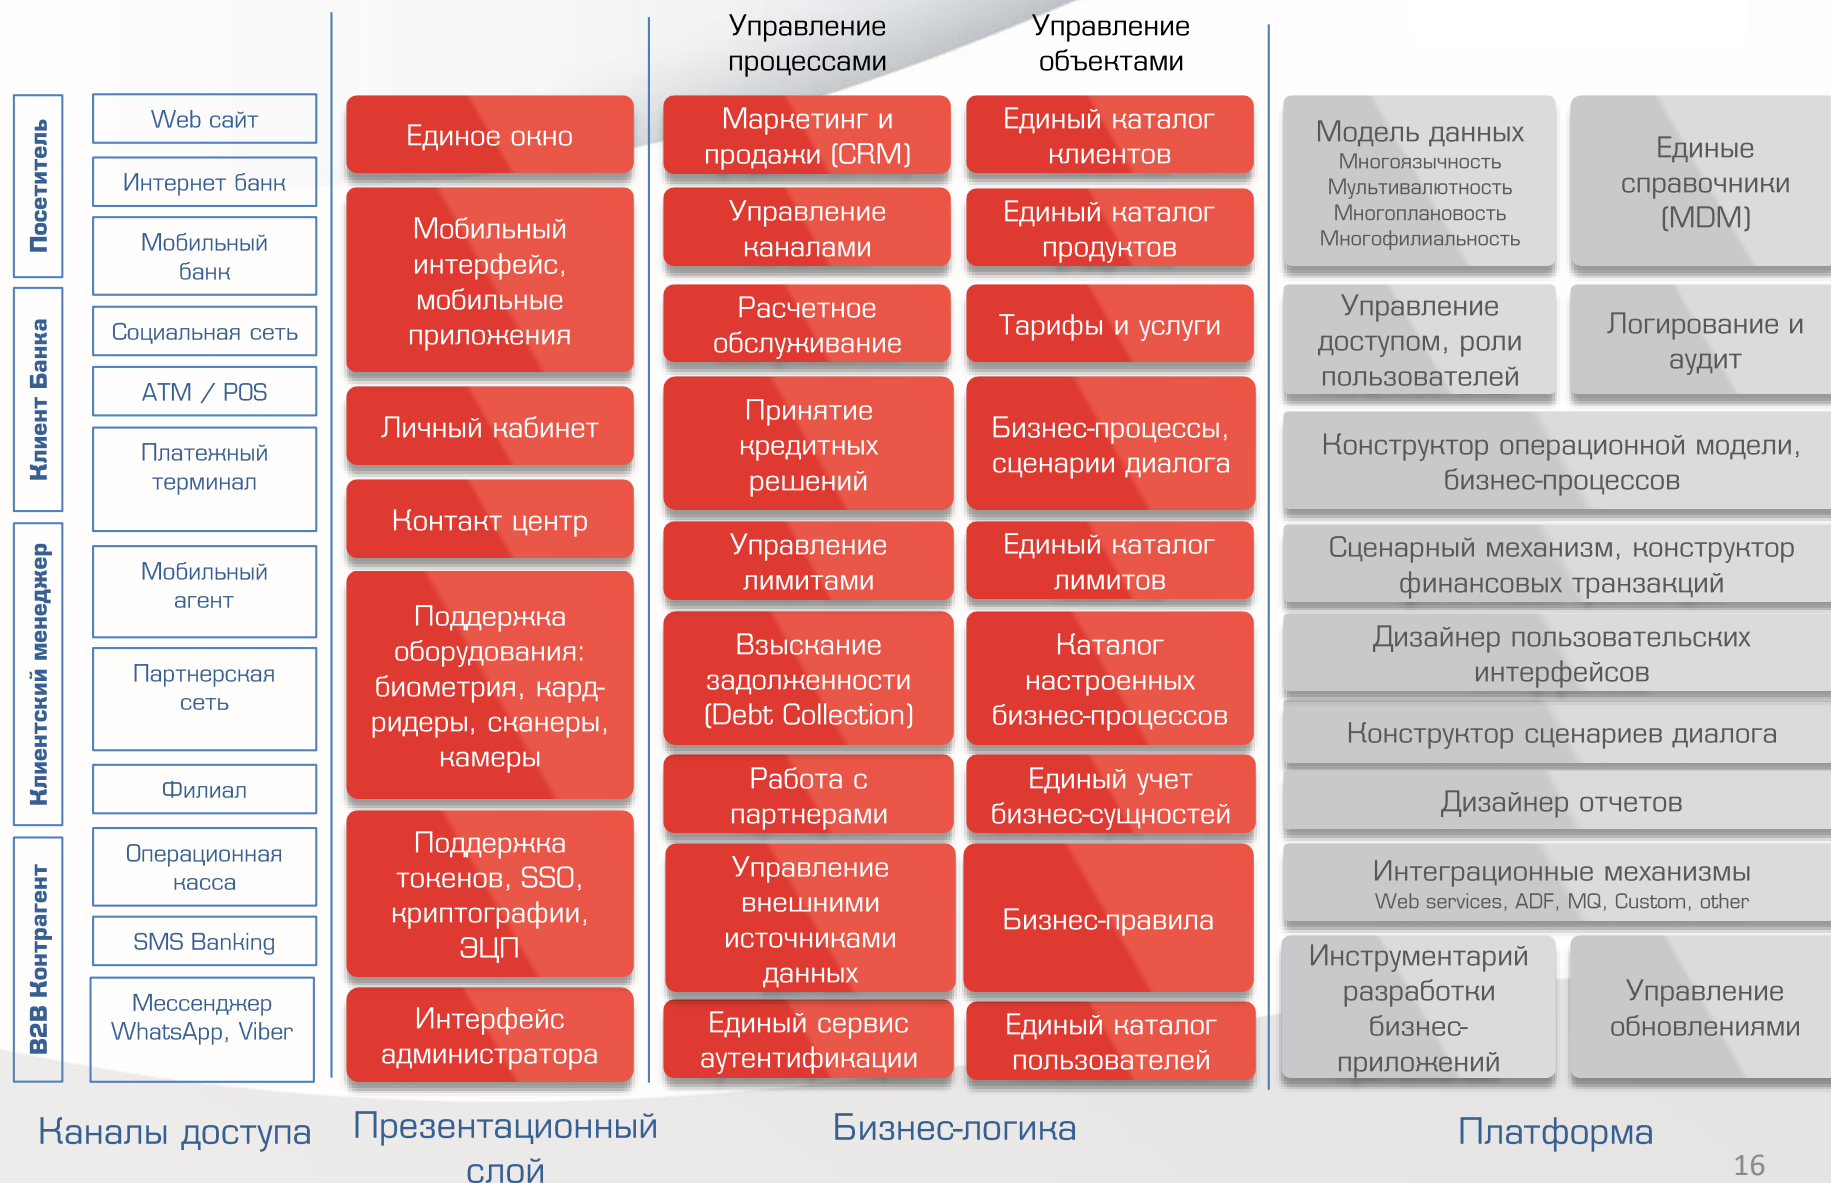 Управление
процессами
Управление
объектами
Посетитель
Клиент Банка
Клиентский менеджер
B2B Контрагент
Web сайт
Интернет банк
Мобильный
банк
Социальная сеть
ATM / POS
Платежный
терминал
Мобильный
агент
Партнерская
сеть
Филиал
Операционная
касса
SMS Banking
Мессенджер
WhatsApp, Viber
Единое окно
Мобильный
интерфейс,
мобильные
приложения
Личный кабинет
Контакт центр
Поддержка
оборудования:
биометрия, кард-
ридеры, сканеры,
камеры
Поддержка
токенов, SSO,
криптографии,
ЭЦП
Интерфейс
администратора
Маркетинг и
продажи (CRM)
Управление
каналами
Расчетное
обслуживание
Принятие
кредитных
решений
Управление
лимитами
Взыскание
задолженности
(Debt Collection)
Работа с
партнерами
Управление
внешними
источниками
данных
Единый сервис
аутентификации
Единый каталог
клиентов
Единый каталог
продуктов
Тарифы и услуги
Бизнес-процессы,
сценарии диалога
Единый каталог
лимитов
Каталог
настроенных
бизнес-процессов
Единый учет
бизнес-сущностей
Бизнес-правила
Единый каталог
пользователей
Модель данных
Многоязычность
Мультивалютность
Многоплановость
Многофилиальность
Единые
справочники
(MDM)
Управление
доступом, роли
пользователей
Логирование и
аудит
Конструктор операционной модели,
бизнес-процессов
Сценарный механизм, конструктор
финансовых транзакций
Дизайнер пользовательских
интерфейсов
Конструктор сценариев диалога
Дизайнер отчетов
Интеграционные механизмы
Web services, ADF, MQ, Custom, other
Инструментарий
разработки
бизнес-
приложений
Управление
обновлениями
Каналы доступа
Презентационный
слой
Бизнес-логика
Платформа
16